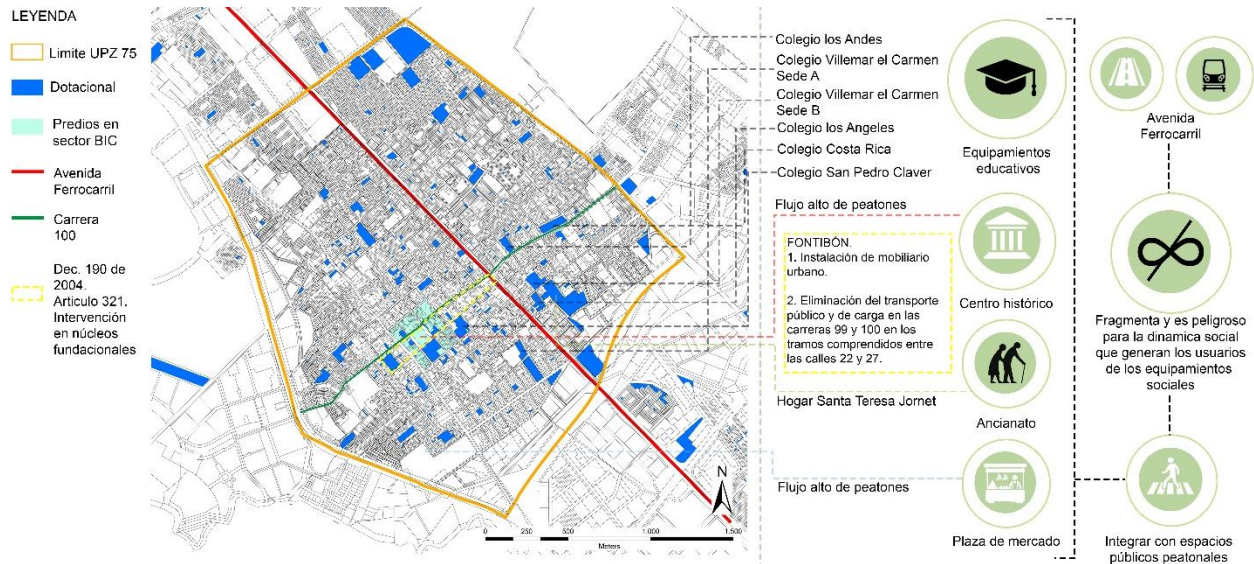 LEYENDA
Limite UPZ 75
Dotacional
Predios en
sector BIC
Avenida
Ferrocarril
Carrera
100
Dec. 190 de
2004.
Articulo 321.
Intervención
en núcleos
fundacionales
N
0 250 500 1.000 1.500
Meters
Colegio los Andes
Colegio Villemar el Carmen
Sede A
Colegio Villemar el Carmen
Sede B
Colegio los Angeles
Colegio Costa Rica
Colegio San Pedro Claver
Flujo alto de peatones
FONTIBÓN.
1. Instalación de mobiliario
urbano.
2. Eliminación del transporte
público y de carga en las
carreras 99 y 100 en los
tramos comprendidos entre
las calles 22 y 27.
Hogar Santa Teresa Jornet
Flujo alto de peatones
Equipamientos
educativos
Centro histórico
Ancianato
Plaza de mercado
Avenida
Ferrocarril
Fragmenta y es peligroso
para la dinamica social
que generan los usuarios
de los equipamientos
sociales
Integrar con espacios
públicos peatonales